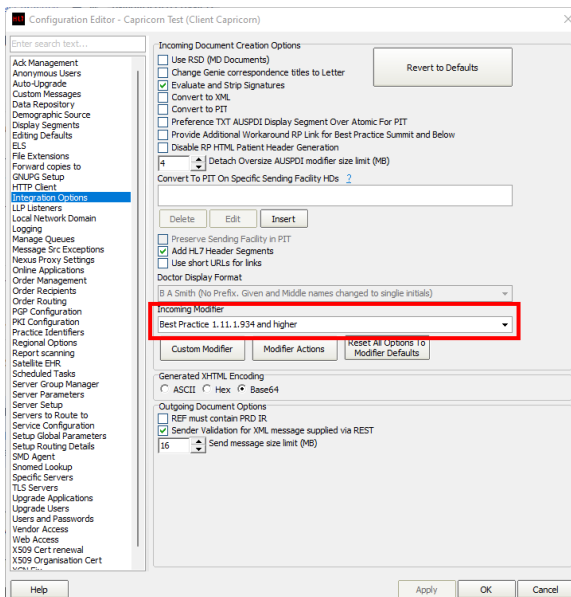 HLT Configuration Editor - Capricorn Test (Client Capricorn)
Enter search text...
Ack Management
Anonymous Users
Auto-Upgrade
Custom Messages
Data Repository
Demographic Source
Display Segments
Editing Defaults
ELS
File Extensions
Forward copies to
GNUPG Setup
HTTP Client
Integration Options
LLP Listeners
Local Network Domain
Logging
Manage Queues
Message Src Exceptions
Nexus Proxy Settings
Online Applications
Order Management
Order Recipients
Order Routing
PGP Configuration
PKI Configuration
Practice Identifiers
Regional Options
Report scanning
Satellite EHR
Scheduled Tasks
Server Group Manager
Server Parameters
Server Setup
Servers to Route to
Service Configuration
Setup Global Parameters
Setup Routing Details
SMD Agent
Snomed Lookup
Specific Servers
TLS Servers
Upgrade Applications
Upgrade Users
Users and Passwords
Vendor Access
Web Access
X509 Cert renewal
X509 Organisation Cert
Incoming Document Creation Options
Use RSD (MD Documents)
Change Genie correspondence titles to Letter
Evaluate and Strip Signatures
Convert to XML
Convert to PIT
Preference TXT AUSPDI Display Segment Over Atomic For PIT
Provide Additional Workaround RP Link for Best Practice Summit and Below
Disable RP HTML Patient Header Generation
Revert to Defaults
4 Detach Oversize AUSPDI modifier size limit (MB)
Convert To PIT On Specific Sending Facility HDs ?
Delete Edit Insert
Preserve Sending Facility in PIT
Add HL7 Header Segments
Use short URLs for links
Doctor Display Format
B A Smith (No Prefix. Given and Middle names changed to singlie initials)
Incoming Modifier
Best Practice 1.11.1.934 and higher
Custom Modifier Modifier Actions Reset All Options To
Modifier Defaults
Generated XHTML Encoding
ASCII Hex Base64
Outgoing Document Options
REF must contain PRD IR
Sender Validation for XML message supplied via REST
16 Send message size limit (MB)
Help Apply OK Cancel